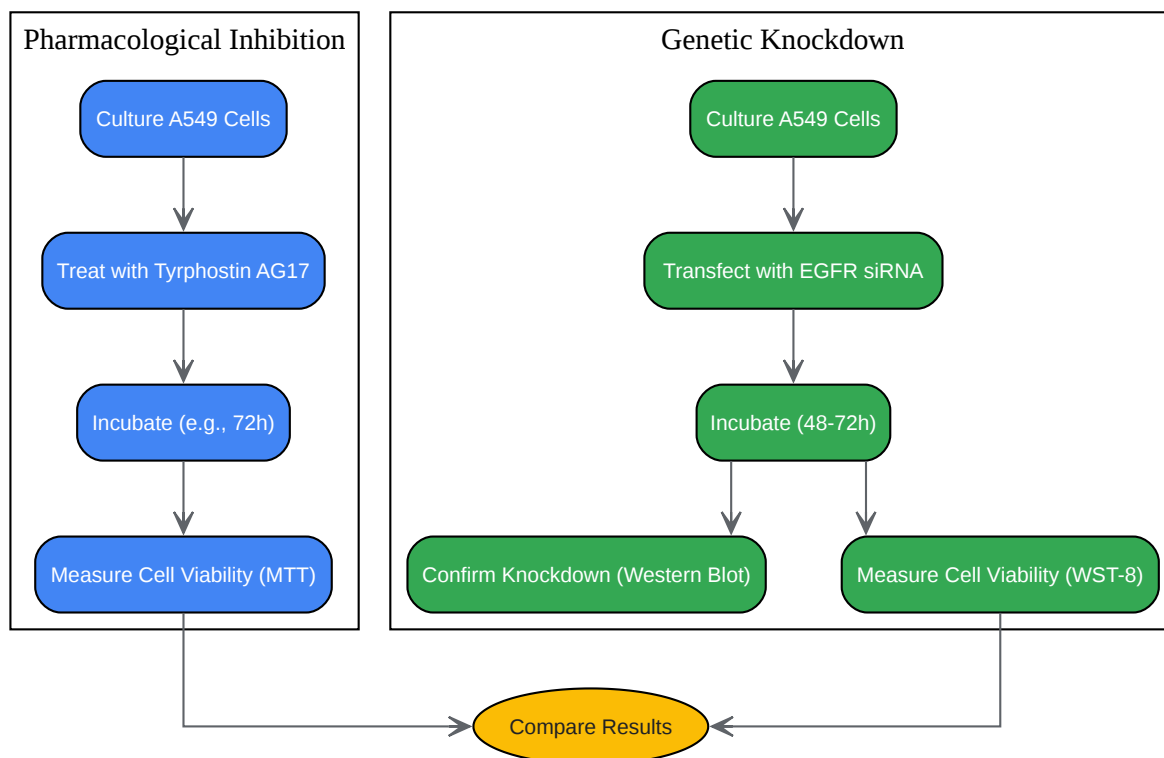 Pharmacological Inhibition
Culture A549 Cells
Treat with Tyrphostin AG17
Incubate (e.g., 72h)
Measure Cell Viability (MTT)
Genetic Knockdown
Culture A549 Cells
Transfect with EGFR siRNA
Incubate (48-72h)
Confirm Knockdown (Western Blot)
Measure Cell Viability (WST-8)
Compare Results